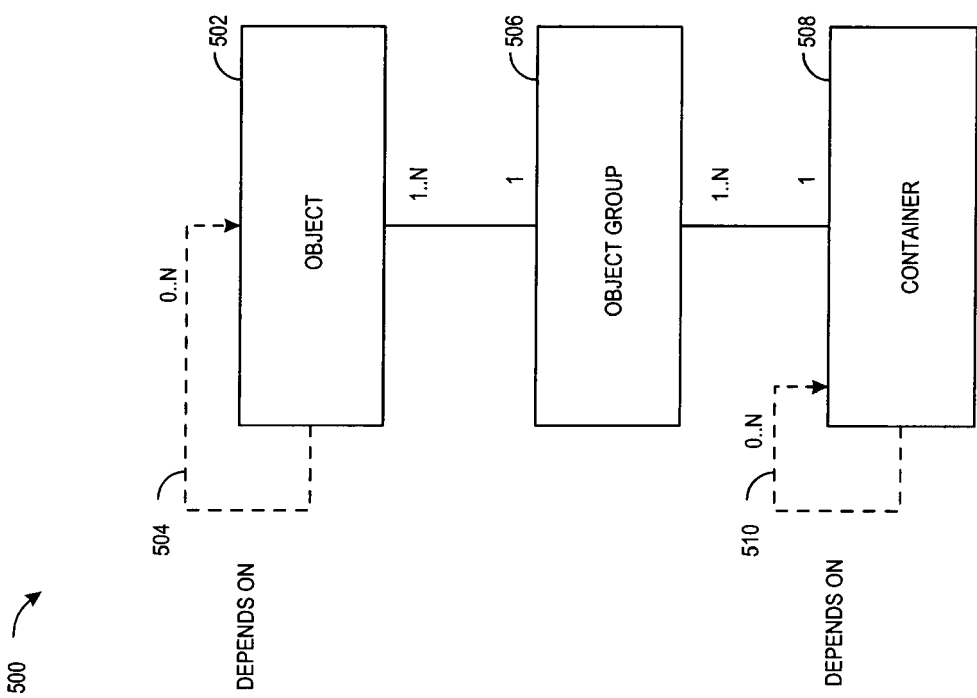 500
DEPENDS ON
504
0..N
502
OBJECT
1..N
1
506
OBJECT GROUP
1..N
1
508
CONTAINER
0..N
510
DEPENDS ON